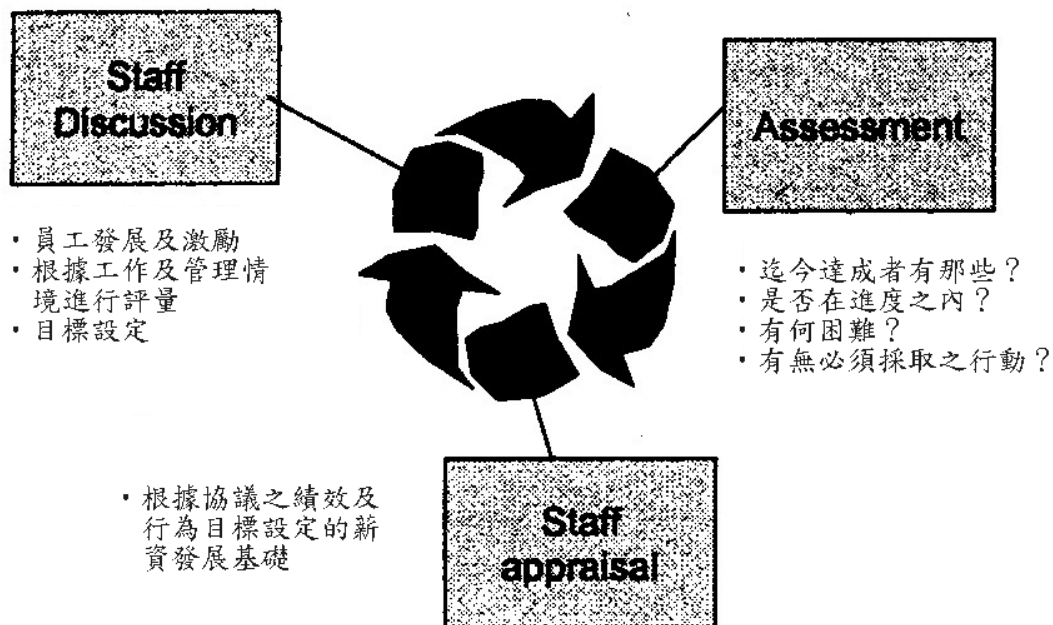 Staff
Discussion
・員工發展及激勵
・根據工作及管理情
境進行評量
・目標設定
Assessment
・迄今達成者有那些？
・是否在進度之內？
・有何困難？
・有無必須採取之行動？
・根據協議之績效及
行為目標設定的薪
資發展基礎
Staff
appraisal